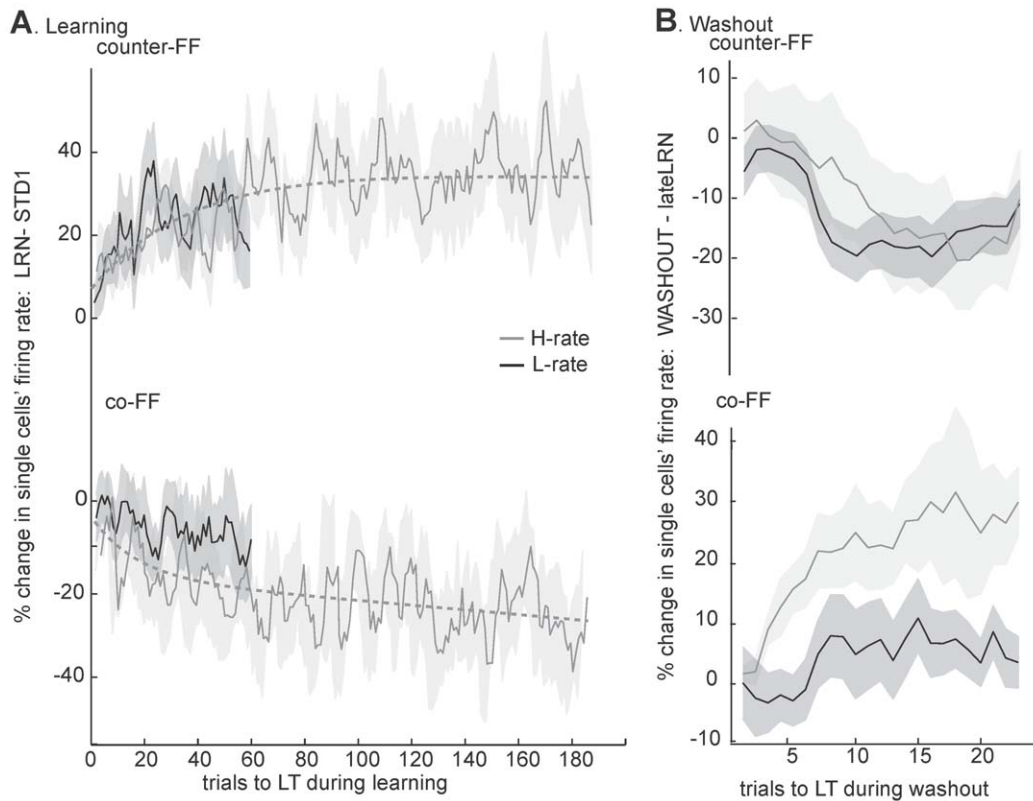 A. Learning
counter-FF
40
20
0
% change in single cells' firing rate: LRN- STD1
H-rate
L-rate
co-FF
0
-20
-40
0 20 40 60 80 100 120 140 160 180
trials to LT during learning
B. Washout
counter-FF
10
0
-10
-20
-30
% change in single cells' firing rate: WASHOUT - lateLRN
co-FF
40
30
20
10
0
-10
5 10 15 20
trials to LT during washout